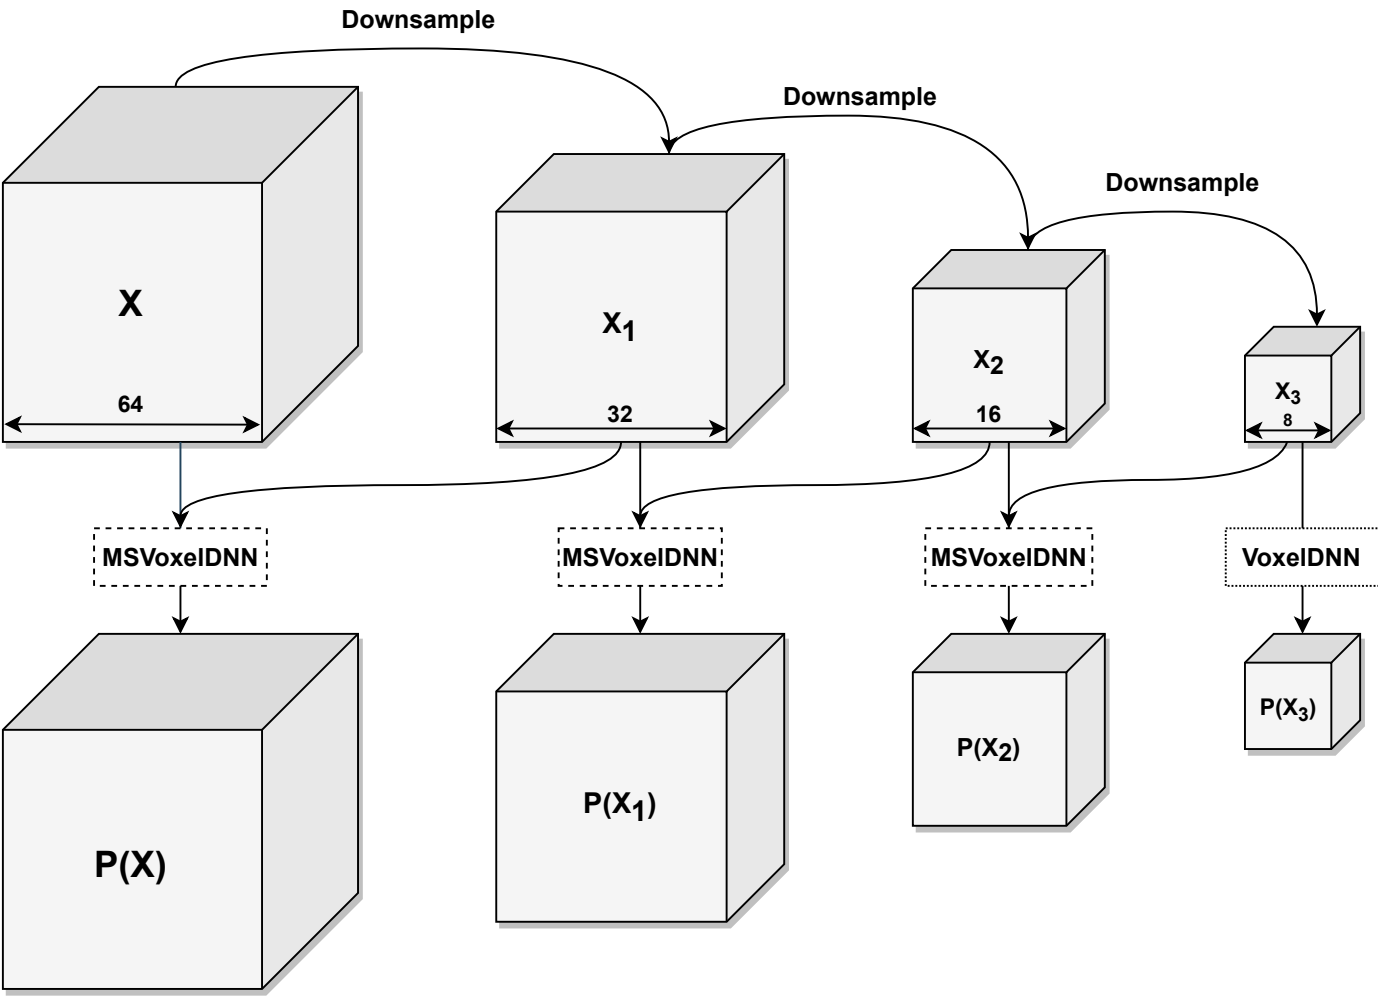 Downsample
Downsample
Downsample
X
X1
X2
X3
64
32
16
8
MSVoxelDNN
MSVoxelDNN
MSVoxelDNN
VoxelDNN
P(X)
P(X1)
P(X2)
P(X3)